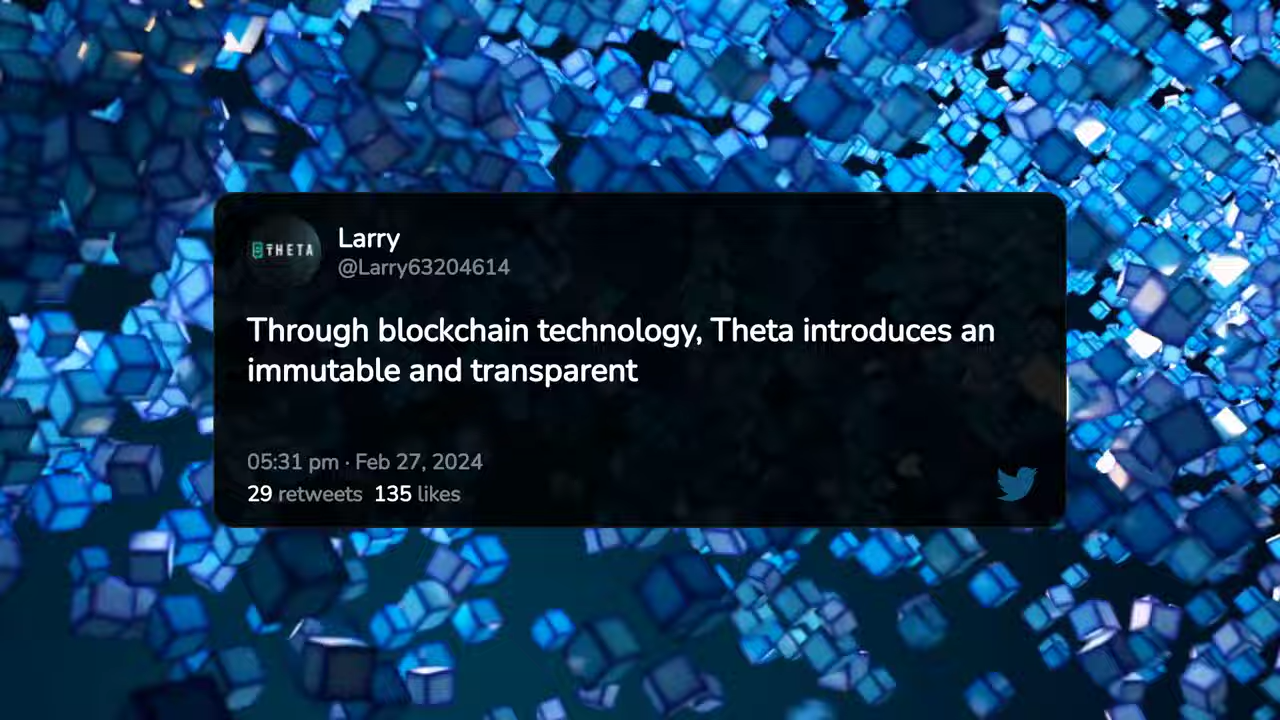 THETA
Larry
@Larry63204614
Through blockchain technology, Theta introduces an
immutable and transparent
05:31 pm · Feb 27, 2024
29 retweets 135 likes